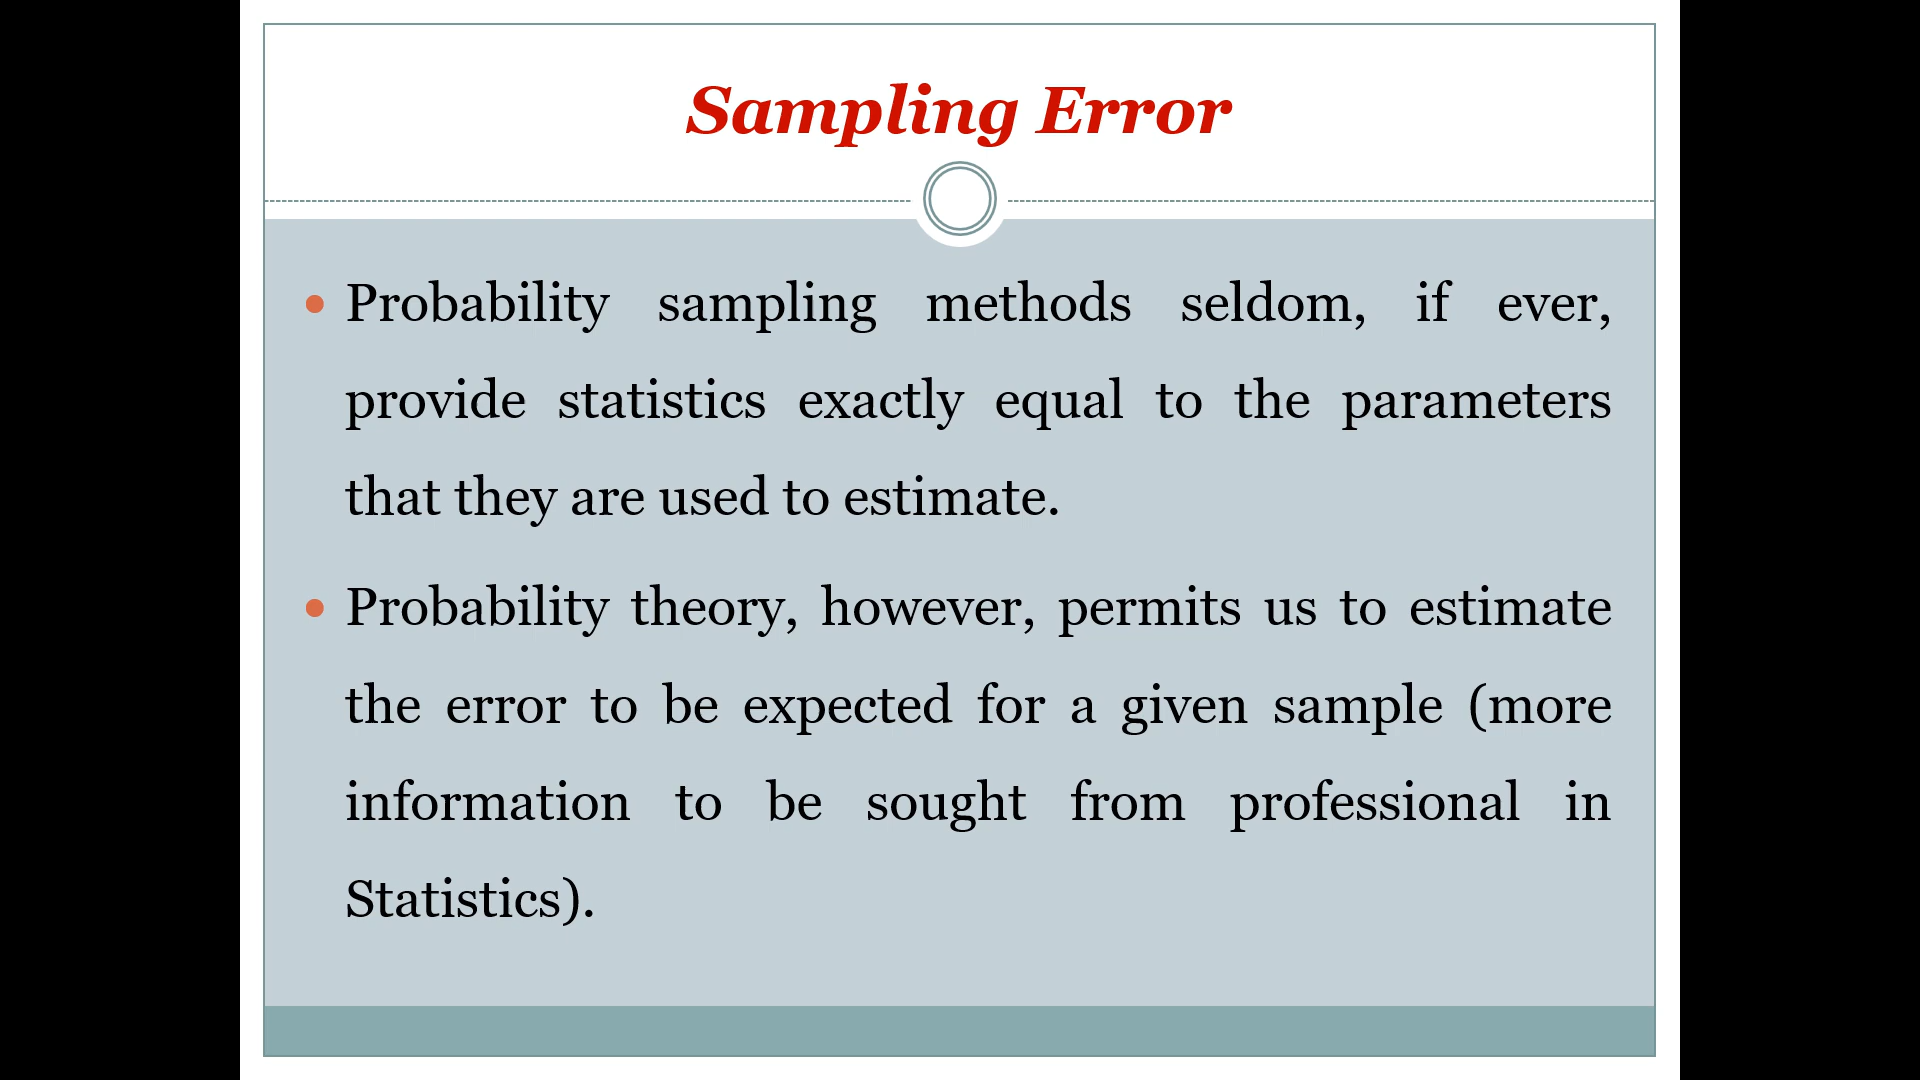 Sampling Error
• Probability sampling methods seldom, if ever,
provide statistics exactly equal to the parameters
that they are used to estimate.
• Probability theory, however, permits us to estimate
the error to be expected for a given sample (more
information to be sought from professional in
Statistics).